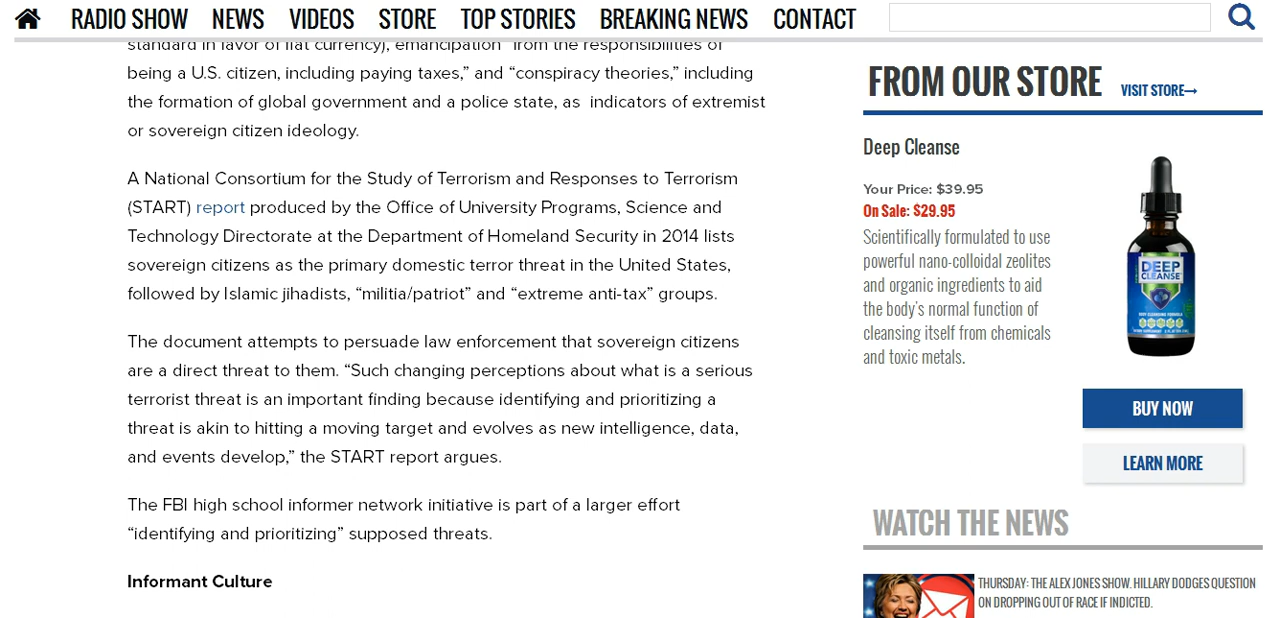 RADIO SHOW NEWS VIDEOS STORE TOP STORIES BREAKING NEWS CONTACT
standard in favor of fiat currency), emancipation “from the responsibilities of
being a U.S. citizen, including paying taxes,” and “conspiracy theories,” including
the formation of global government and a police state, as indicators of extremist
or sovereign citizen ideology.
A National Consortium for the Study of Terrorism and Responses to Terrorism
(START) report produced by the Office of University Programs, Science and
Technology Directorate at the Department of Homeland Security in 2014 lists
sovereign citizens as the primary domestic terror threat in the United States,
followed by Islamic jihadists, “militia/patriot” and “extreme anti-tax” groups.
The document attempts to persuade law enforcement that sovereign citizens
are a direct threat to them. “Such changing perceptions about what is a serious
terrorist threat is an important finding because identifying and prioritizing a
threat is akin to hitting a moving target and evolves as new intelligence, data,
and events develop,” the START report argues.
The FBI high school informer network initiative is part of a larger effort
“identifying and prioritizing” supposed threats.
Informant Culture
FROM OUR STORE VISIT STORE→
Deep Cleanse
Your Price: $39.95
On Sale: $29.95
Scientifically formulated to use
powerful nano-colloidal zeolites
and organic ingredients to aid
the body's normal function of
cleansing itself from chemicals
and toxic metals.
DEEP
CLEANSE
BUY NOW
LEARN MORE
WATCH THE NEWS
THURSDAY: THE ALEX JONES SHOW. HILLARY DODGES QUESTION
ON DROPPING OUT OF RACE IF INDICTED.